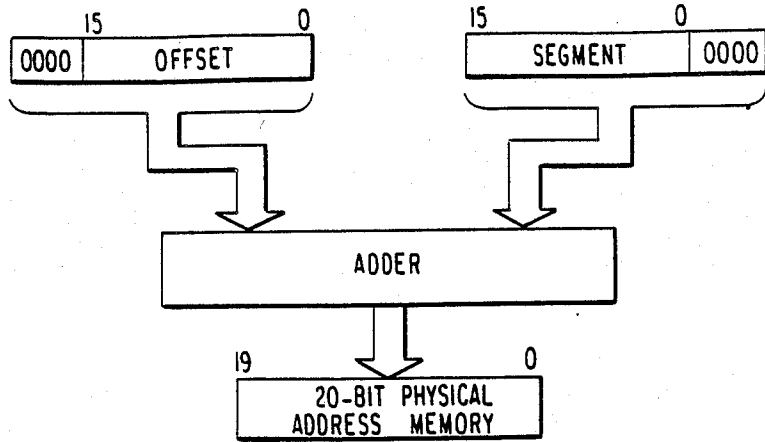 15 0
0000 OFFSET
15 0
SEGMENT 0000
ADDER
19 0
20-BIT PHYSICAL
ADDRESS MEMORY